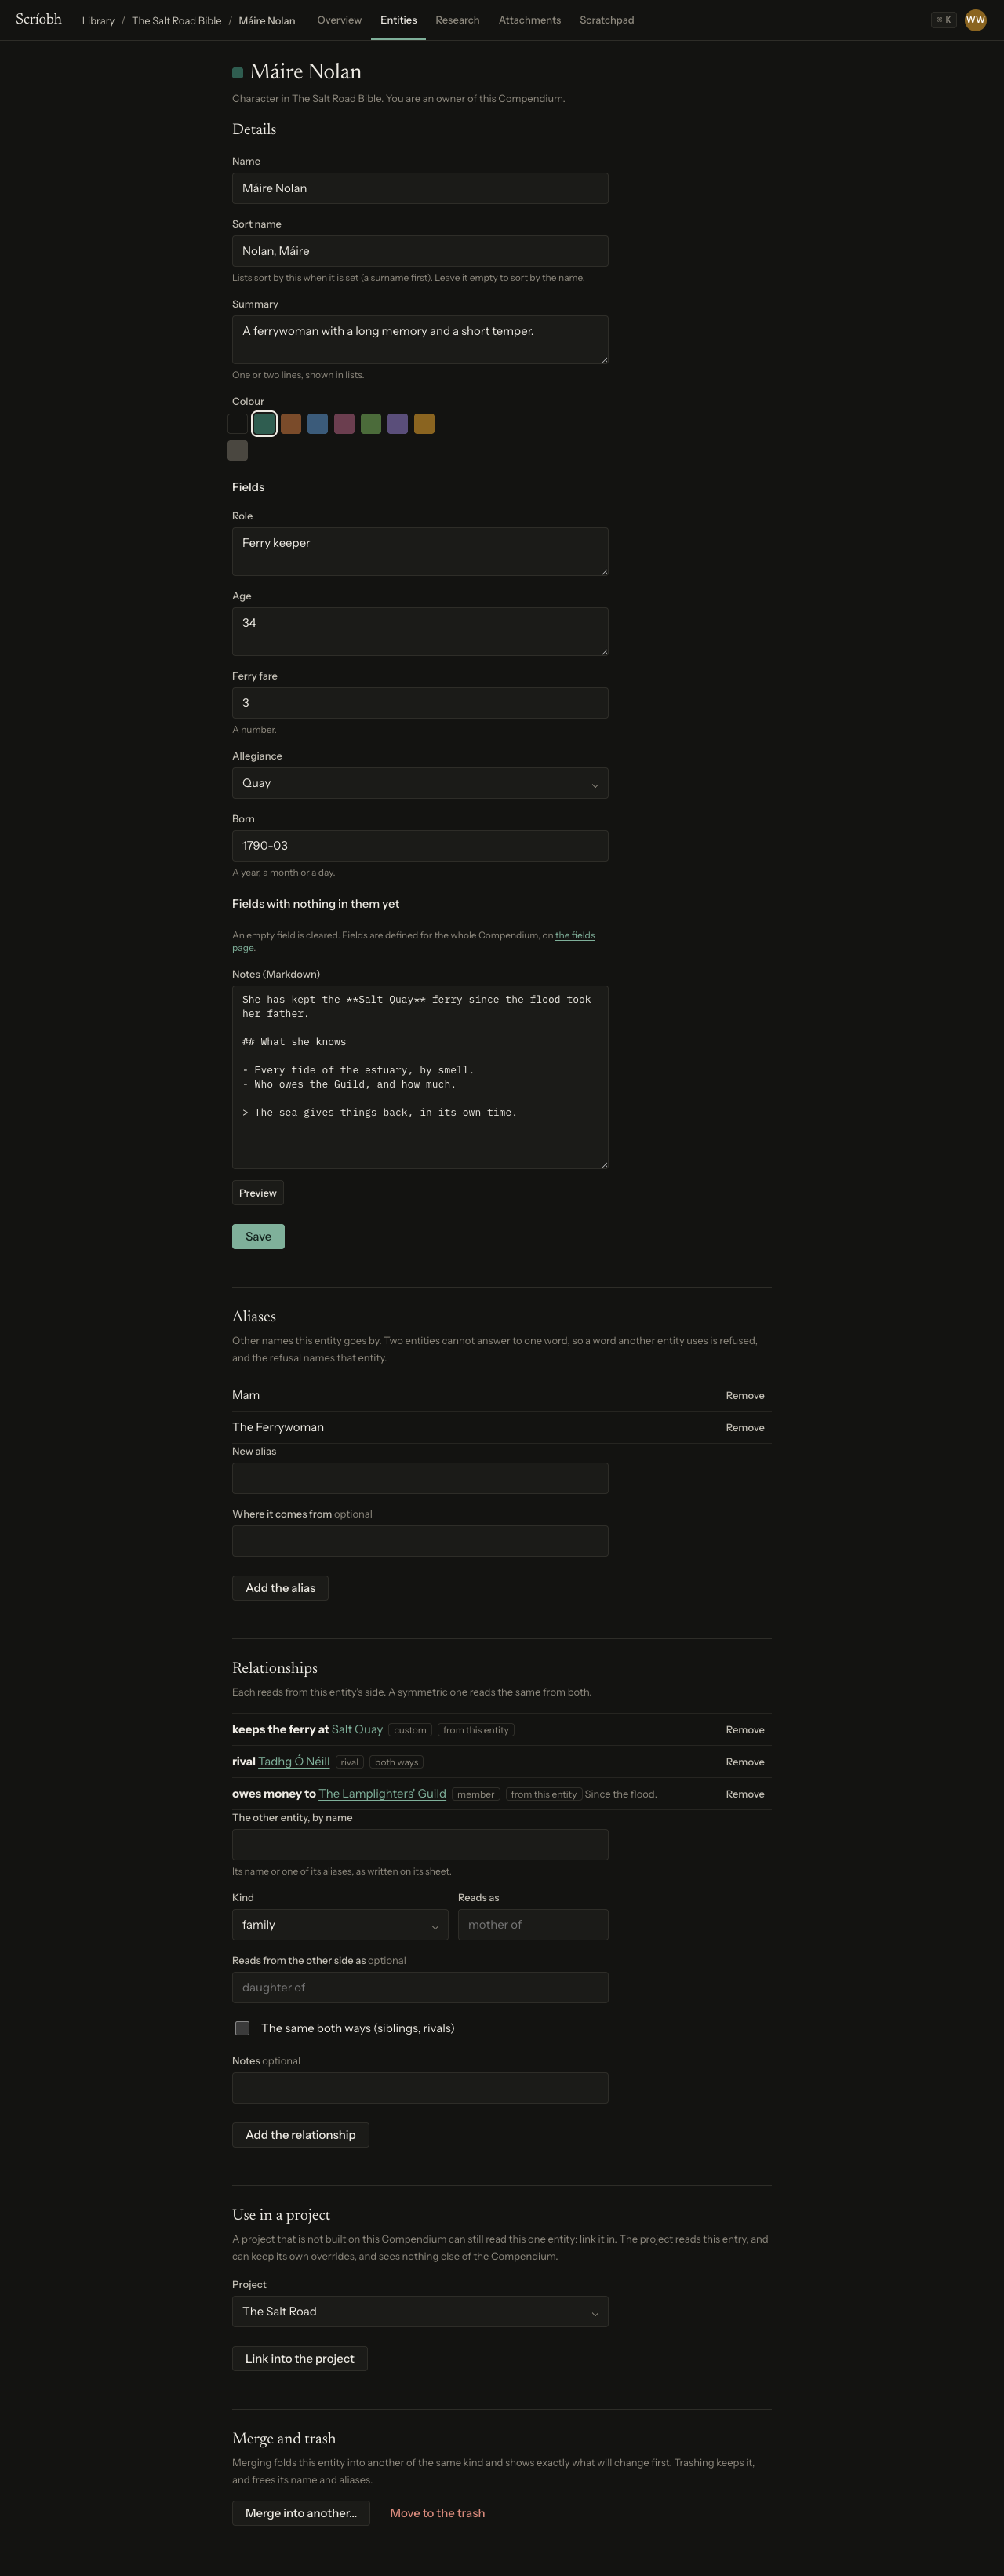 Scríobh Library / The Salt Road Bible / Máire Nolan Overview Entities Research Attachments Scratchpad ⌘ K WW
Máire Nolan
Character in The Salt Road Bible. You are an owner of this Compendium.
Details
Name
Máire Nolan
Sort name
Nolan, Máire
Lists sort by this when it is set (a surname first). Leave it empty to sort by the name.
Summary
A ferrywoman with a long memory and a short temper.
One or two lines, shown in lists.
Colour
Fields
Role
Ferry keeper
Age
34
Ferry fare
3
A number.
Allegiance
Quay
Born
1790-03
A year, a month or a day.
Fields with nothing in them yet
An empty field is cleared. Fields are defined for the whole Compendium, on the fields
page.
Notes (Markdown)
She has kept the **Salt Quay** ferry since the flood took
her father.
## What she knows
- Every tide of the estuary, by smell.
- Who owes the Guild, and how much.
> The sea gives things back, in its own time.
Preview
Save
Aliases
Other names this entity goes by. Two entities cannot answer to one word, so a word another entity uses is refused,
and the refusal names that entity.
Mam Remove
The Ferrywoman Remove
New alias
Where it comes from optional
Add the alias
Relationships
Each reads from this entity's side. A symmetric one reads the same from both.
keeps the ferry at Salt Quay custom from this entity Remove
rival Tadhg Ó Néill rival both ways Remove
owes money to The Lamplighters' Guild member from this entity Since the flood. Remove
The other entity, by name
Its name or one of its aliases, as written on its sheet.
Kind Reads as
family mother of
Reads from the other side as optional
daughter of
The same both ways (siblings, rivals)
Notes optional
Add the relationship
Use in a project
A project that is not built on this Compendium can still read this one entity: link it in. The project reads this entry, and
can keep its own overrides, and sees nothing else of the Compendium.
Project
The Salt Road
Link into the project
Merge and trash
Merging folds this entity into another of the same kind and shows exactly what will change first. Trashing keeps it,
and frees its name and aliases.
Merge into another… Move to the trash